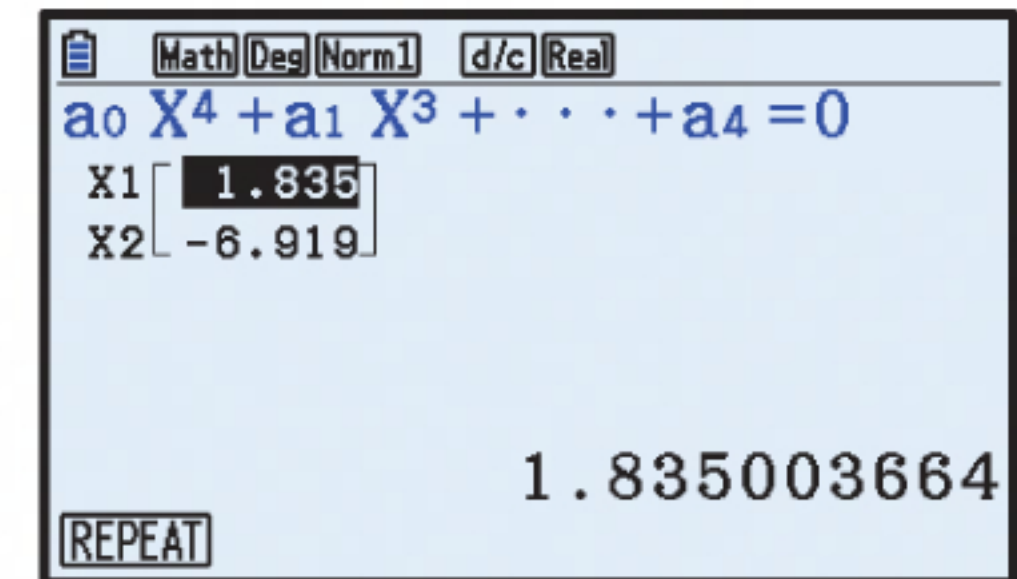 Math Deg Norm1 d/c Real
a₀ X⁴ + a₁ X³ + · · · + a₄ = 0
X1 1.835
X2 -6.919
1.835003664
REPEAT